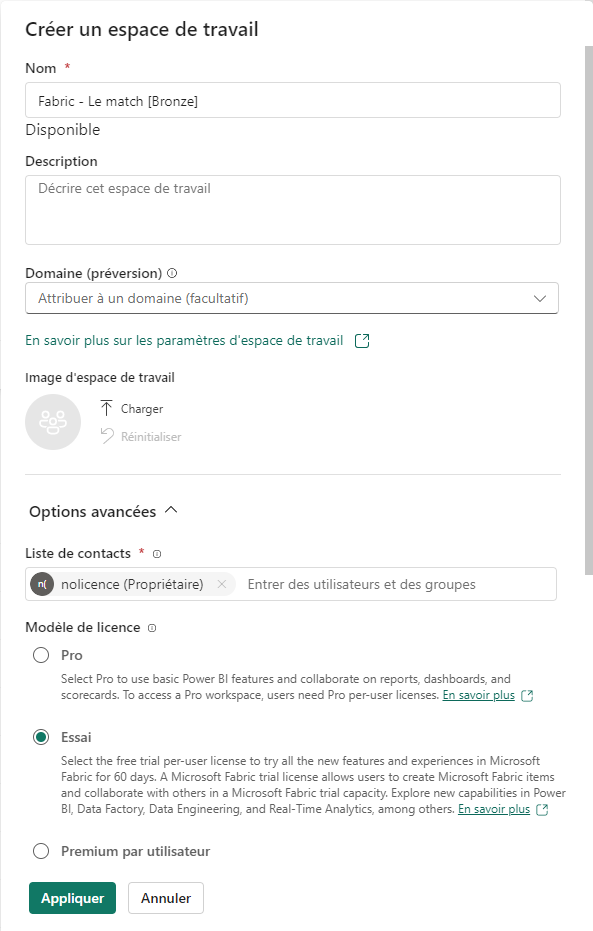 Créer un espace de travail
Nom *
Fabric - Le match [Bronze]
Disponible
Description
Décrire cet espace de travail
Domaine (préversion)
Attribuer à un domaine (facultatif)
En savoir plus sur les paramètres d'espace de travail
Image d'espace de travail
Charger
Réinitialiser
Options avancées
Liste de contacts *
n( nolicence (Propriétaire) Entrer des utilisateurs et des groupes
Modèle de licence
Pro
Select Pro to use basic Power BI features and collaborate on reports, dashboards, and
scorecards. To access a Pro workspace, users need Pro per-user licenses. En savoir plus
Essai
Select the free trial per-user license to try all the new features and experiences in Microsoft
Fabric for 60 days. A Microsoft Fabric trial license allows users to create Microsoft Fabric items
and collaborate with others in a Microsoft Fabric trial capacity. Explore new capabilities in Power
BI, Data Factory, Data Engineering, and Real-Time Analytics, among others. En savoir plus
Premium par utilisateur
Appliquer Annuler